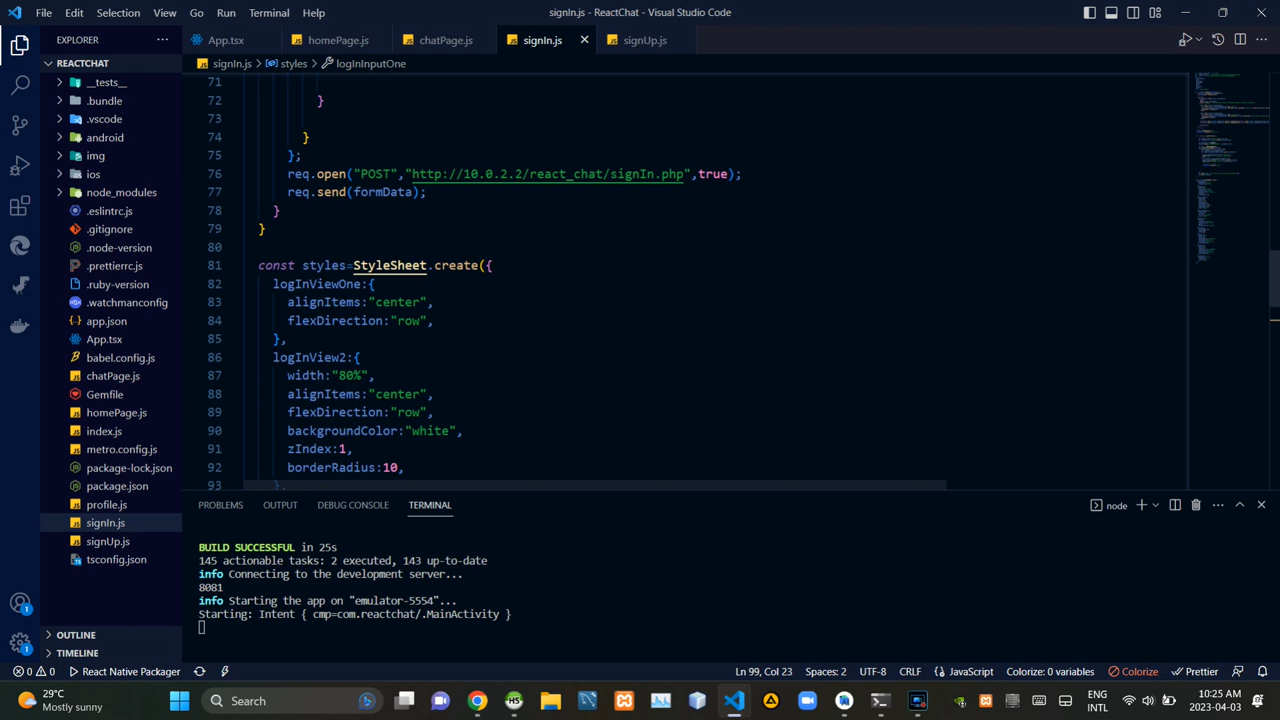 File Edit Selection View Go Run Terminal Help signIn.js - ReactChat - Visual Studio Code
EXPLORER
App.tsx homePage.js chatPage.js signIn.js signUp.js
REACTCHAT
signIn.js > styles > logInInputOne
__tests__
.bundle
.vscode
android
img
ios
node_modules
.eslintrc.js
.gitignore
.node-version
.prettierrc.js
.ruby-version
.watchmanconfig
app.json
App.tsx
babel.config.js
chatPage.js
Gemfile
homePage.js
index.js
metro.config.js
package-lock.json
package.json
profile.js
signIn.js
signUp.js
tsconfig.json
OUTLINE
TIMELINE
71
72 }
73
74 }
75 };
76 req.open("POST","http://10.0.2.2/react_chat/signIn.php",true);
77 req.send(formData);
78 }
79 }
80
81 const styles=StyleSheet.create({
82 logInViewOne:{
83 alignItems:"center",
84 flexDirection:"row",
85 },
86 logInView2:{
87 width:"80%",
88 alignItems:"center",
89 flexDirection:"row",
90 backgroundColor:"white",
91 zIndex:1,
92 borderRadius:10,
93 },
PROBLEMS OUTPUT DEBUG CONSOLE TERMINAL node
BUILD SUCCESSFUL in 25s
145 actionable tasks: 2 executed, 143 up-to-date
info Connecting to the development server...
8081
info Starting the app on "emulator-5554"...
Starting: Intent { cmp=com.reactchat/.MainActivity }
0 0 React Native Packager Ln 99, Col 23 Spaces: 2 UTF-8 CRLF JavaScript Colorize: 0 variables Colorize Prettier
29°C
Mostly sunny
Search
ENG
INTL
10:25 AM
2023-04-03